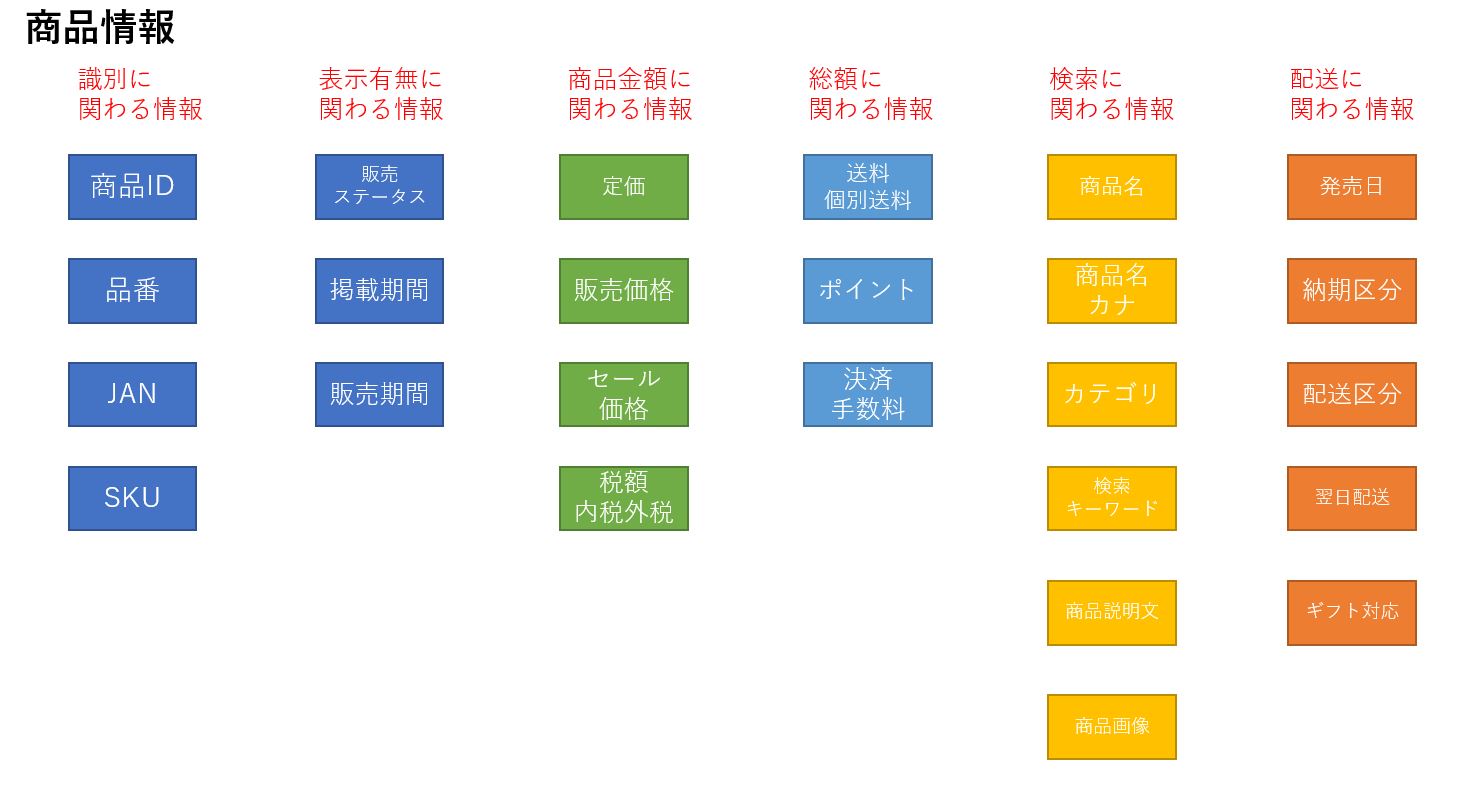 商品情報
識別に
関わる情報
商品ID
品番
JAN
SKU
表示有無に
関わる情報
販売
ステータス
掲載期間
販売期間
商品金額に
関わる情報
定価
販売価格
セール
価格
税額
内税外税
総額に
関わる情報
送料
個別送料
ポイント
決済
手数料
検索に
関わる情報
商品名
商品名
カナ
カテゴリ
検索
キーワード
商品説明文
商品画像
配送に
関わる情報
発売日
納期区分
配送区分
翌日配送
ギフト対応